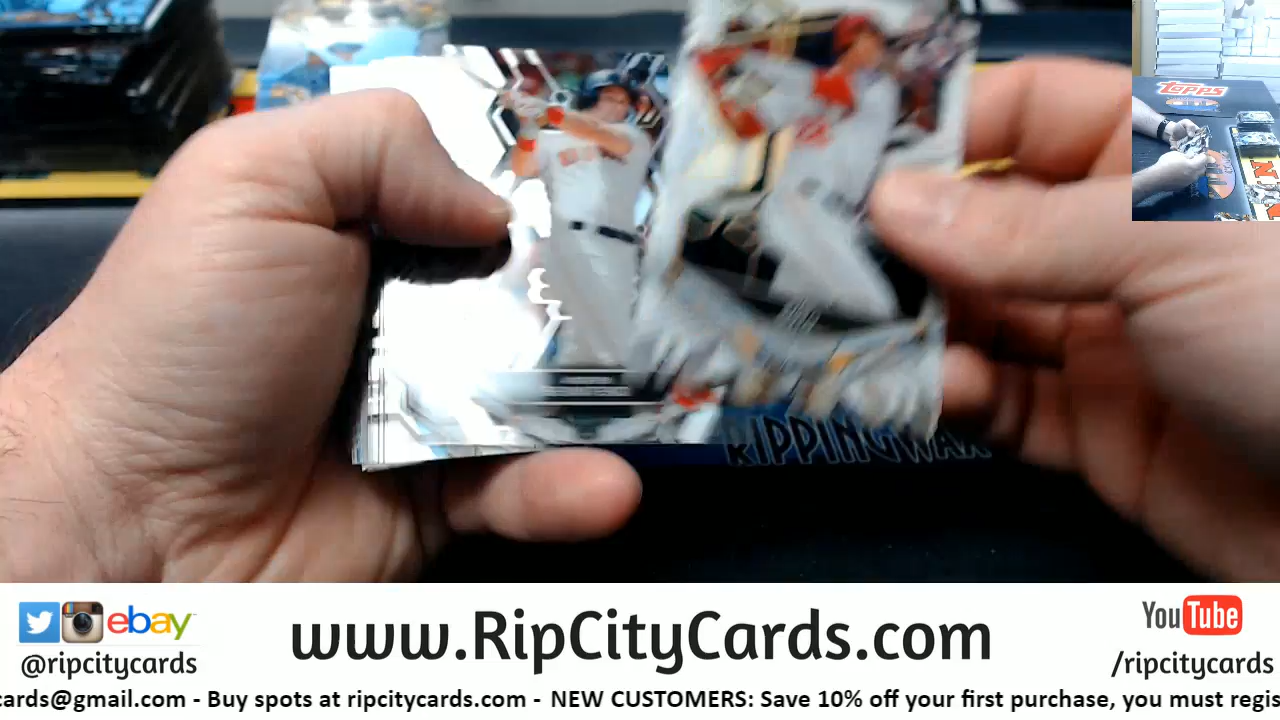 Topps
RIPPINGWAX
ebay
www.RipCityCards.com
YouTube
@ripcitycards
/ripcitycards
cards@gmail.com - Buy spots at ripcitycards.com - NEW CUSTOMERS: Save 10% off your first purchase, you must regis